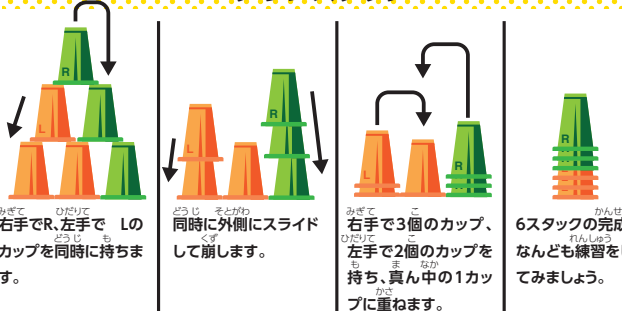 R
L
右手でR、左手で Lの
カップを同時に持ちま
す。
L
R
同時に外側にスライド
して崩します。
L
R
右手で3個のカップ、
左手で2個のカップを
持ち、真ん中の1カッ
プに重ねます。
R
6スタックの完成
なんども練習を
てみましょう。